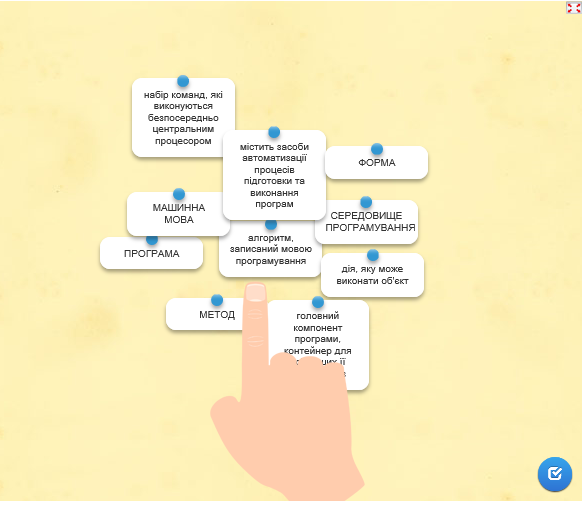 набір команд, які
виконуються
безпосередньо
центральним
процесором
містить засоби
автоматизації
процесів
підготовки та
виконання
програм
ФОРМА
МАШИННА
МОВА
СЕРЕДОВИЩЕ
ПРОГРАМУВАННЯ
ПРОГРАМА
алгоритм,
записаний мовою
програмування
дія, яку може
виконати об'єкт
МЕТОД
головний
компонент
програми,
контейнер для
її